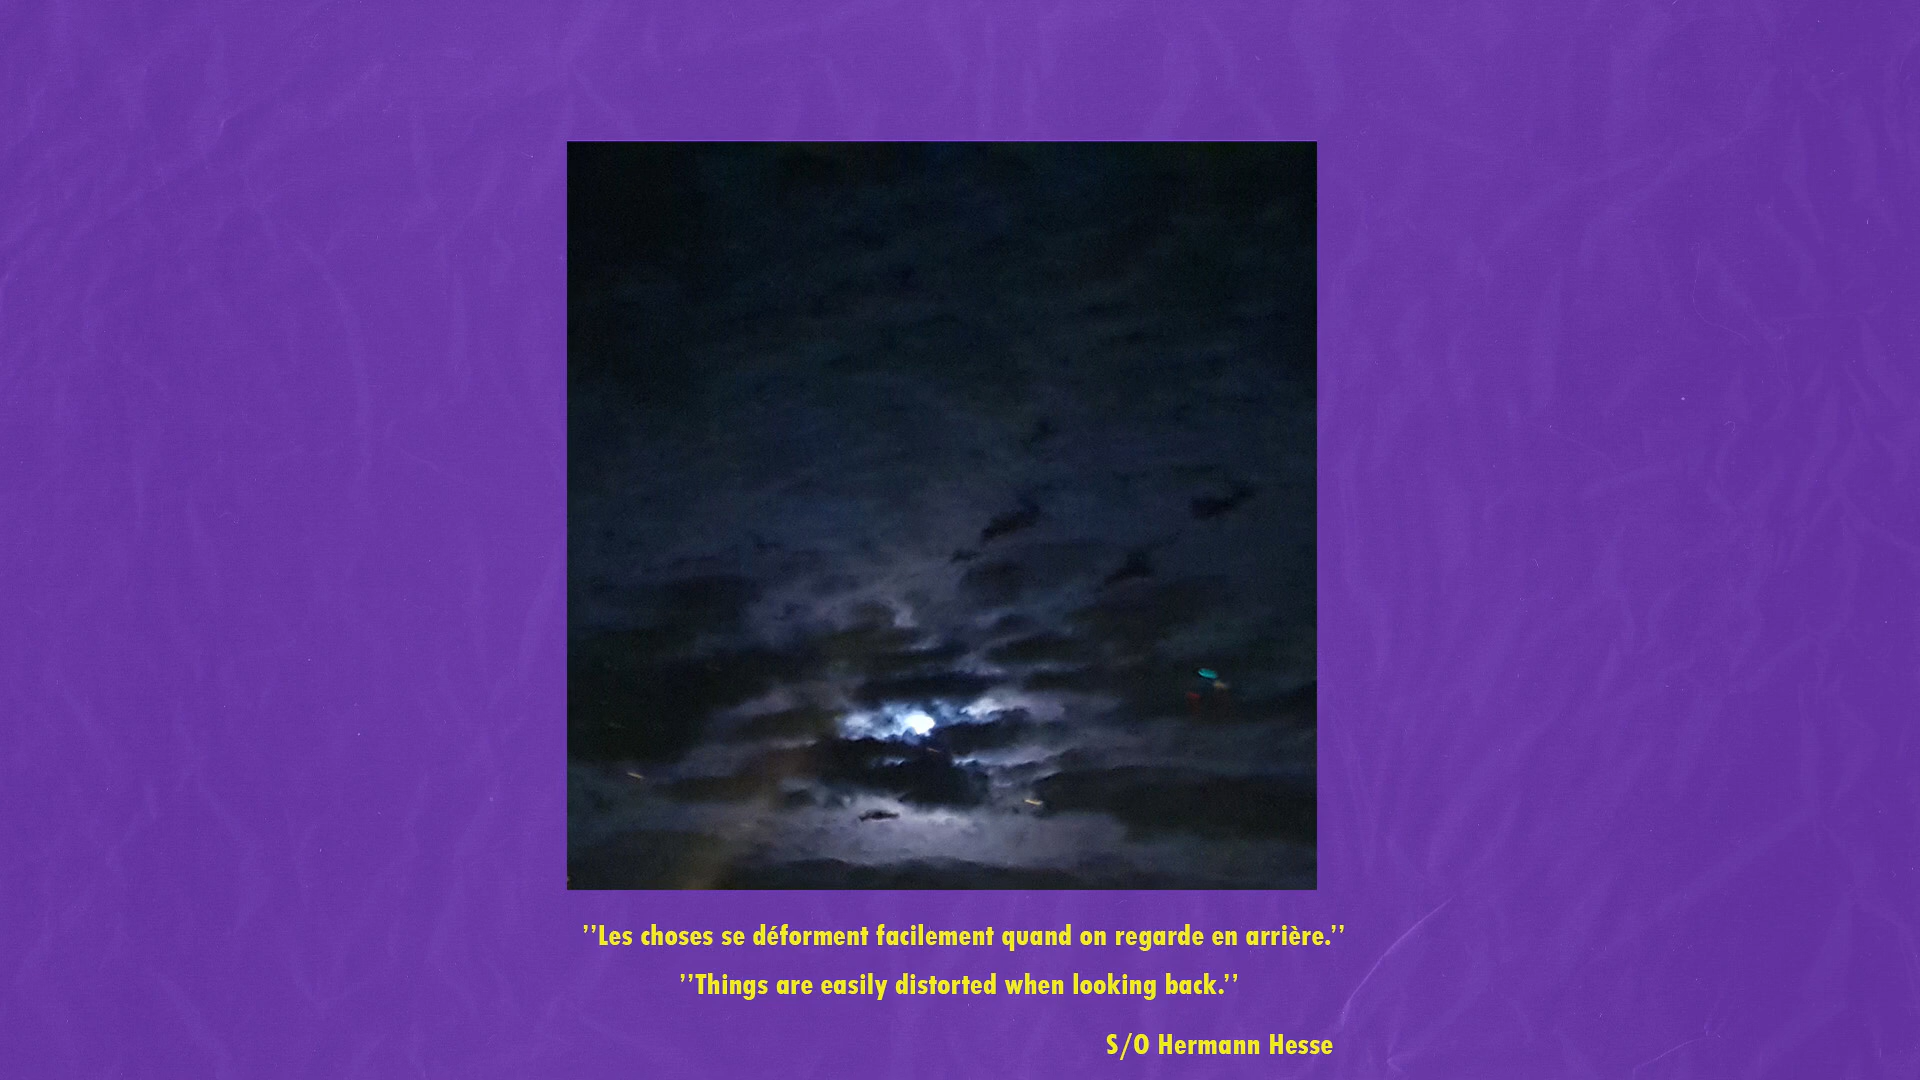 ’’Les choses se déforment facilement quand on regarde en arrière.’’
’’Things are easily distorted when looking back.’’
S/O Hermann Hesse